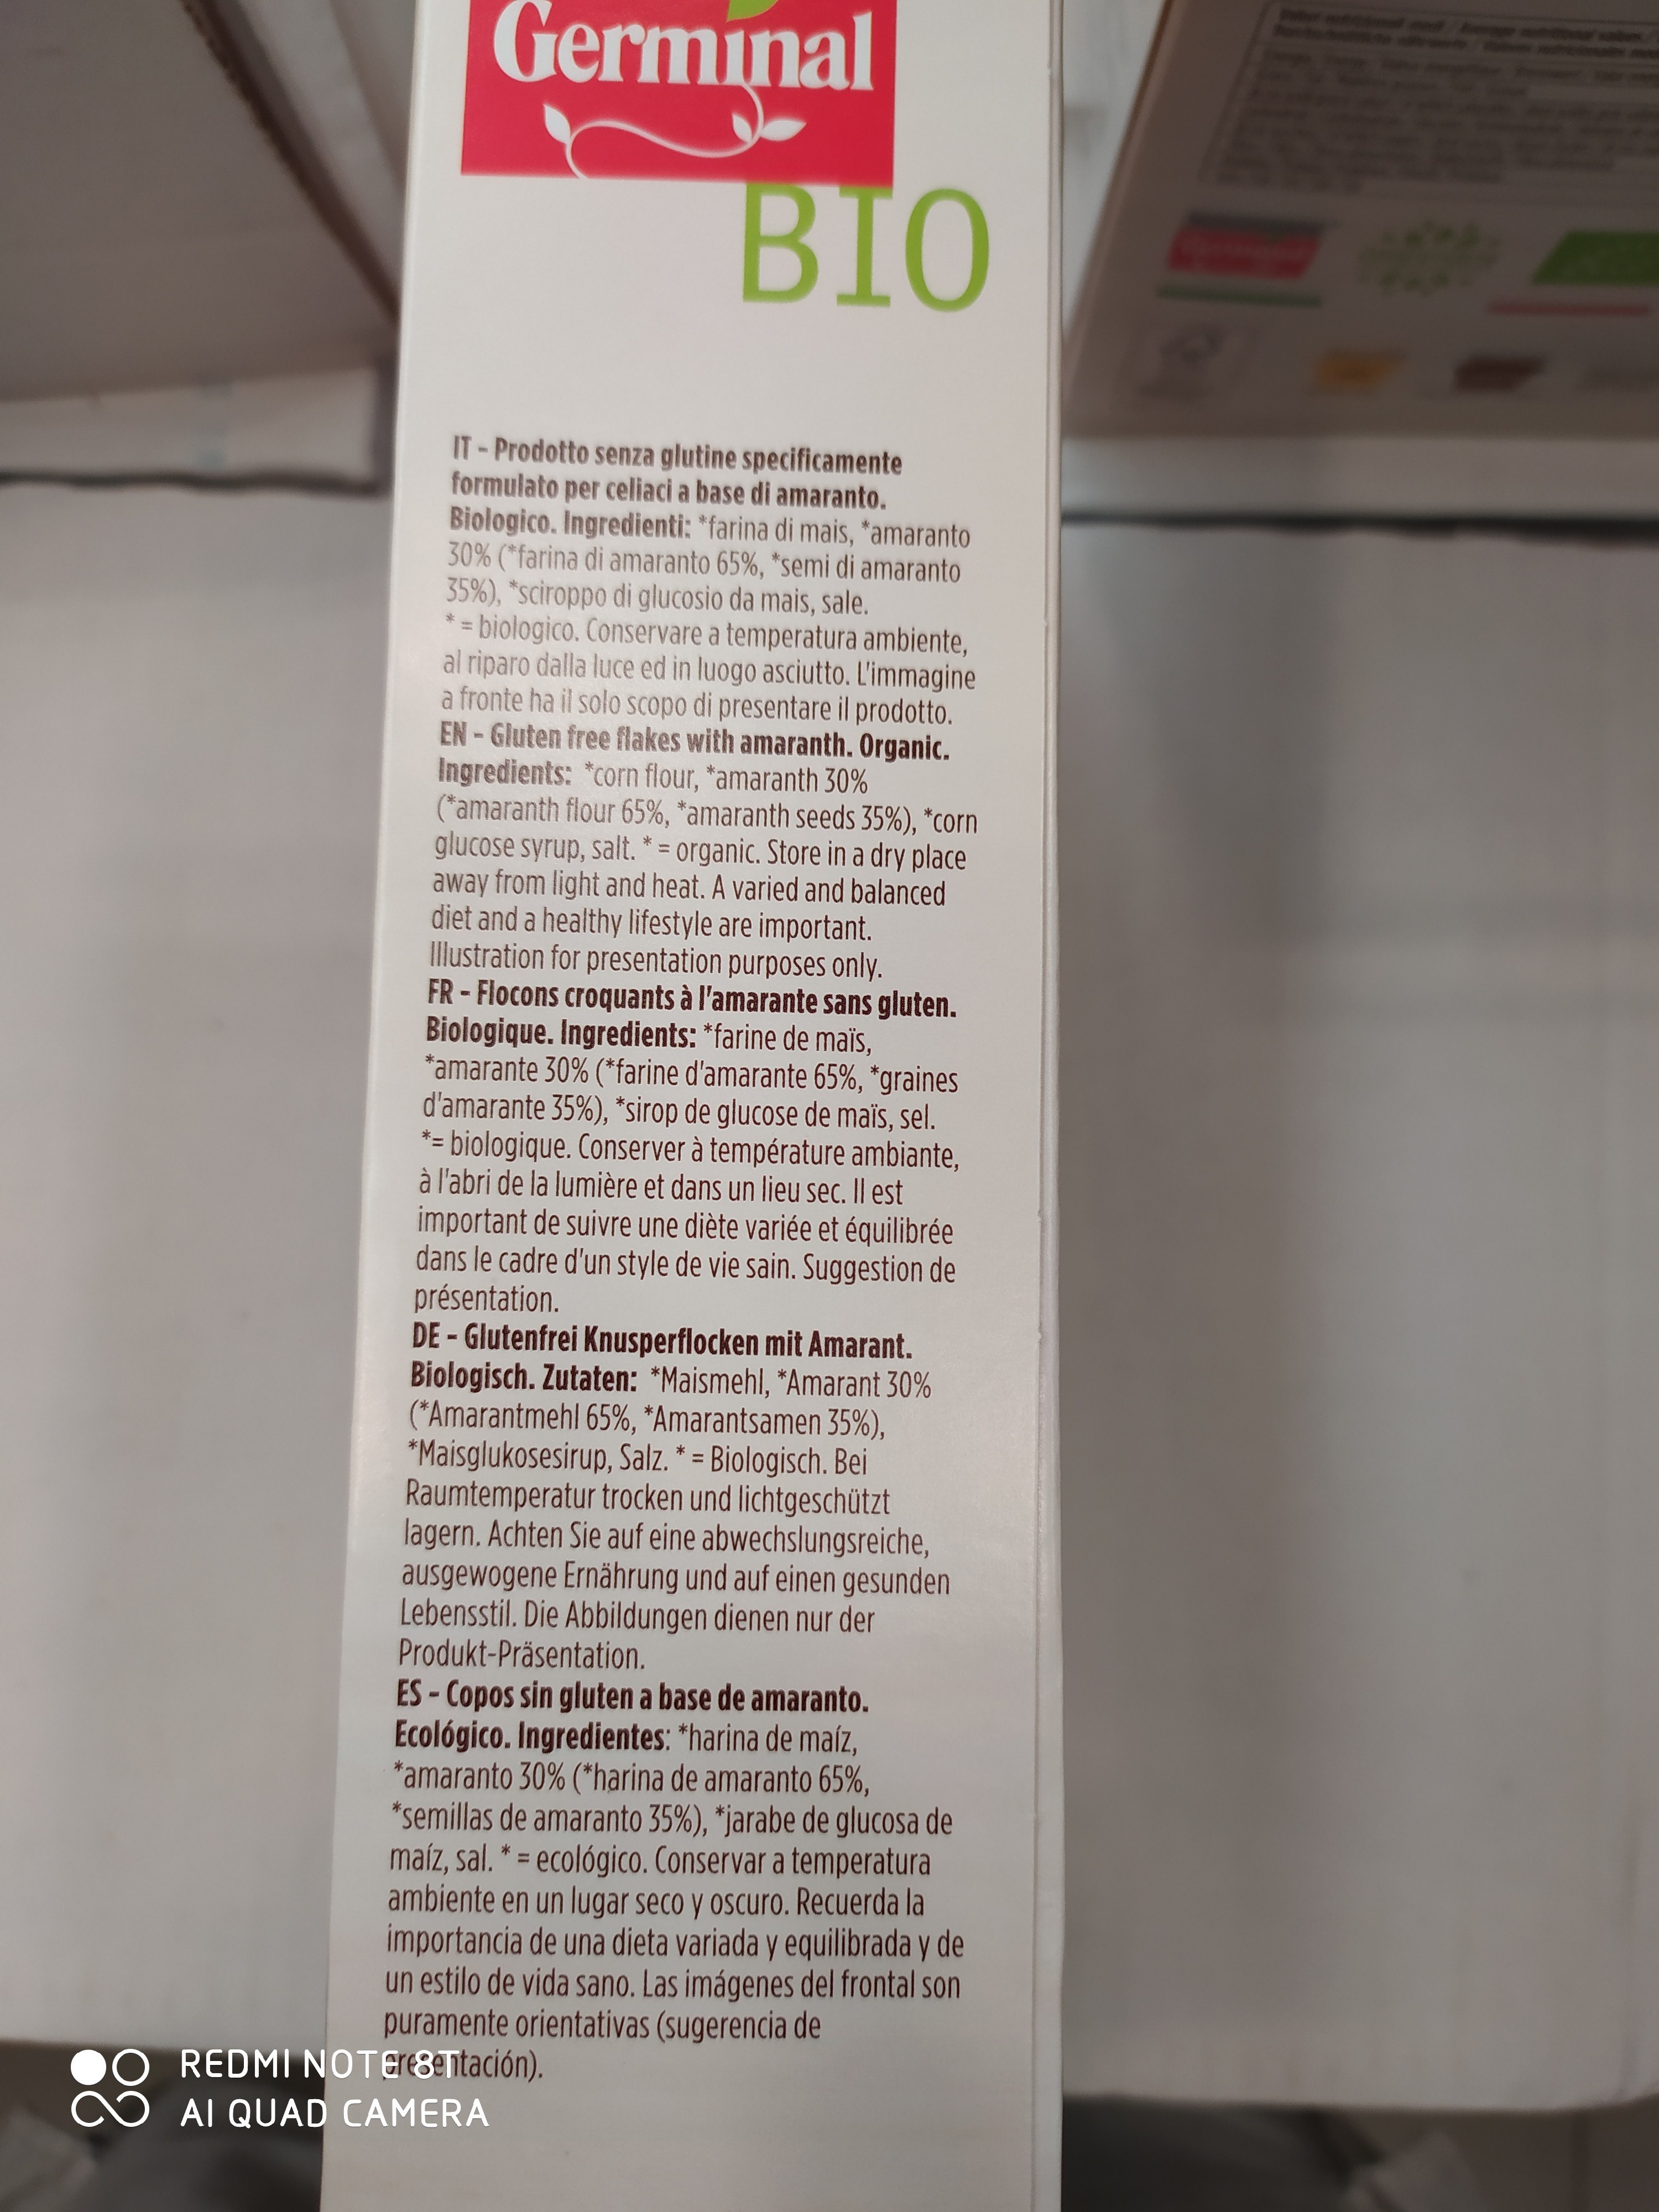 Germinal
BIO
IT - Prodotto senza glutine specificamente
formulato per celiaci a base di amaranto.
Biologico. Ingredienti: *farina di mais, *amaranto
30% (*farina di amaranto 65%, *semi di amaranto
35%), *sciroppo di glucosio da mais, sale.
* = biologico. Conservare a temperatura ambiente,
al riparo dalla luce ed in luogo asciutto. L'immagine
a fronte ha il solo scopo di presentare il prodotto.
EN - Gluten free flakes with amaranth. Organic.
Ingredients: *corn flour, *amaranth 30%
(*amaranth flour 65%, *amaranth seeds 35%), *corn
glucose syrup, salt. * = organic. Store in a dry place
away from light and heat. A varied and balanced
diet and a healthy lifestyle are important.
Illustration for presentation purposes only.
FR - Flocons croquants à l'amarante sans gluten.
Biologique. Ingredients: *farine de maïs,
*amarante 30% (*farine d'amarante 65%, *graines
d'amarante 35%), *sirop de glucose de maïs, sel.
*= biologique. Conserver à température ambiante,
à l'abri de la lumière et dans un lieu sec. Il est
important de suivre une diète variée et équilibrée
dans le cadre d'un style de vie sain. Suggestion de
présentation.
DE - Glutenfrei Knusperflocken mit Amarant.
Biologisch. Zutaten: *Maismehl, *Amarant 30%
(*Amarantmehl 65%, *Amarantsamen 35%),
*Maisglukosesirup, Salz. * = Biologisch. Bei
Raumtemperatur trocken und lichtgeschützt
lagern. Achten Sie auf eine abwechslungsreiche,
ausgewogene Ernährung und auf einen gesunden
Lebensstil. Die Abbildungen dienen nur der
Produkt-Präsentation.
ES - Copos sin gluten a base de amaranto.
Ecológico. Ingredientes: *harina de maíz,
*amaranto 30% (*harina de amaranto 65%,
*semillas de amaranto 35%), *jarabe de glucosa de
maíz, sal. * = ecológico. Conservar a temperatura
ambiente en un lugar seco y oscuro. Recuerda la
importancia de una dieta variada y equilibrada y de
un estilo de vida sano. Las imágenes del frontal son
puramente orientativas (sugerencia de
presentación).
Germinal
REDMI NOTE 8T
AI QUAD CAMERA